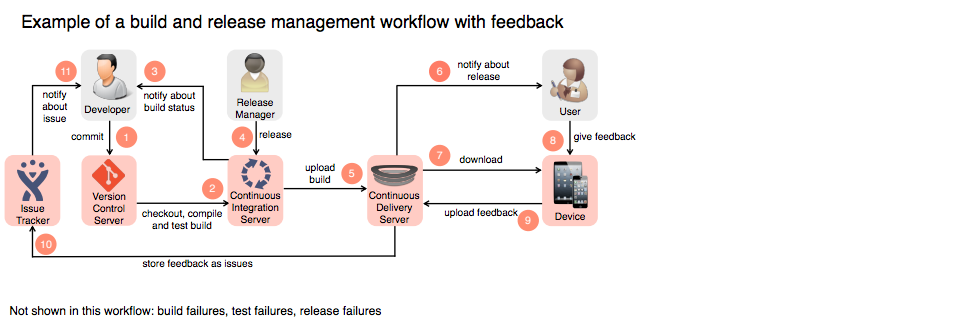 Example of a build and release management workflow with feedback
11
3
6
notify about
release
notify
about
issue
Developer
notify about
build status
Release
Manager
User
commit
1
4
release
8
give feedback
7
download
upload
build
5
2
Issue
Tracker
Version
Control
Server
checkout, compile
and test build
Continuous
Integration
Server
Continuous
Delivery
Server
upload feedback
9
Device
10
store feedback as issues
Not shown in this workflow: build failures, test failures, release failures